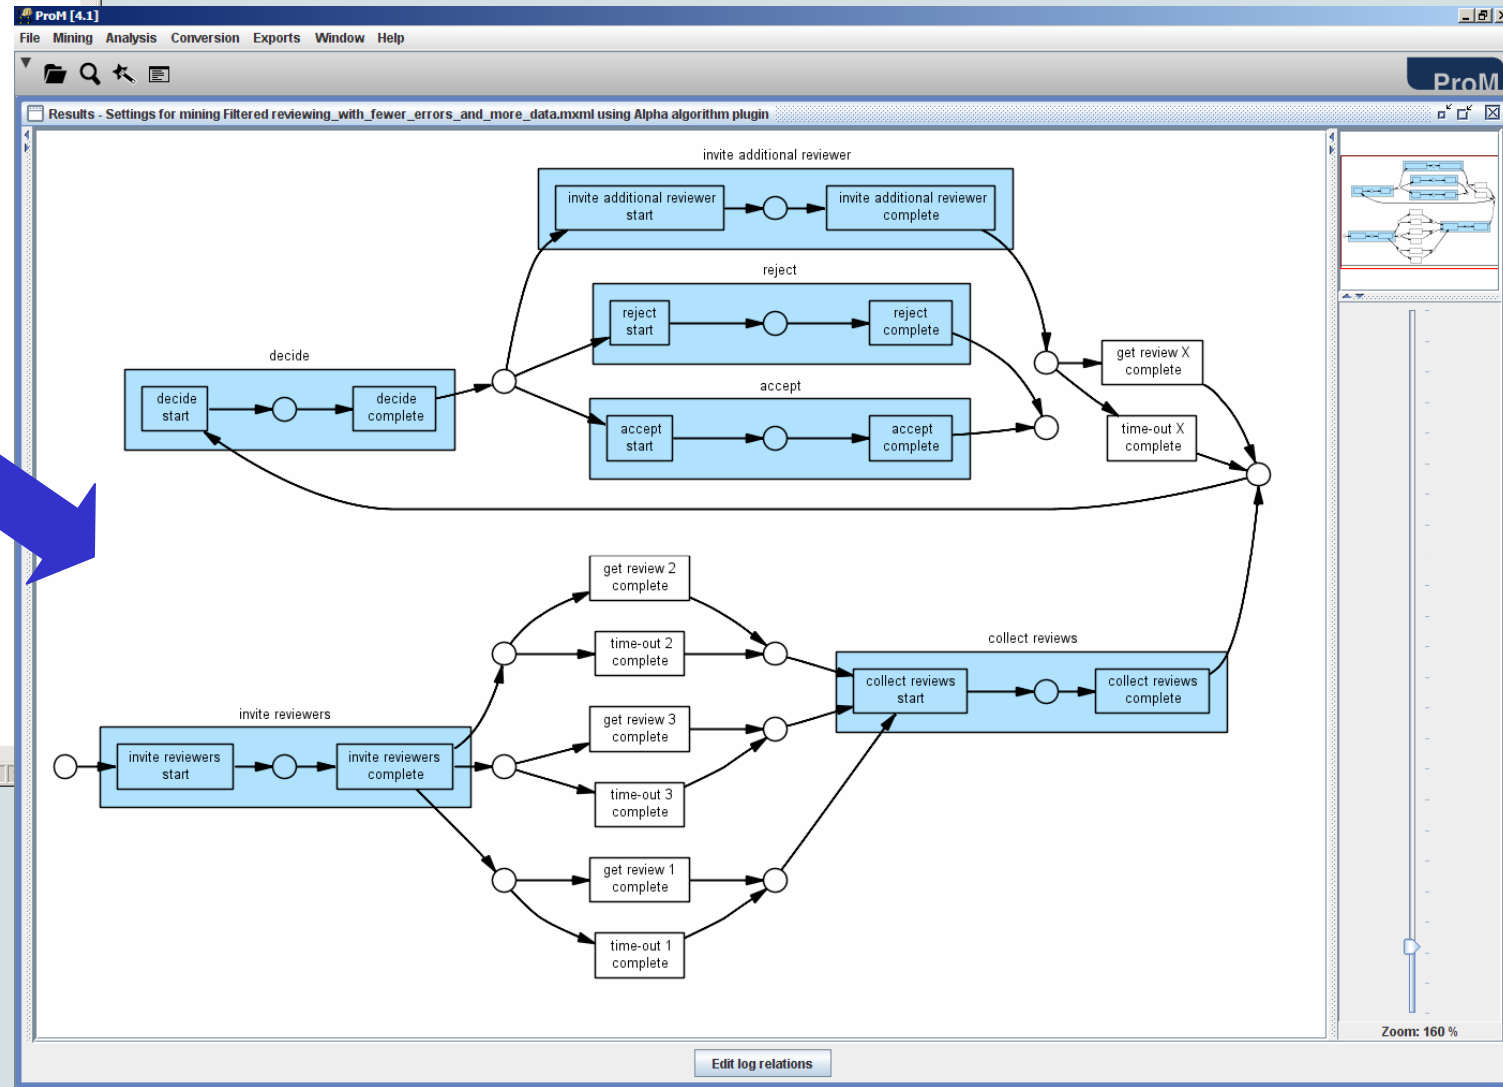 ProM [4.1]
File Mining Analysis Conversion Exports Window Help
ProM
Results - Settings for mining Filtered reviewing_with_fewer_errors_and_more_data.mxml using Alpha algorithm plugin
invite additional reviewer
invite additional reviewer
start
invite additional reviewer
complete
reject
reject
start
reject
complete
get review X
complete
decide
decide
start
decide
complete
accept
accept
start
accept
complete
time-out X
complete
get review 2
complete
time-out 2
complete
collect reviews
collect reviews
start
collect reviews
complete
invite reviewers
invite reviewers
start
invite reviewers
complete
get review 3
complete
time-out 3
complete
get review 1
complete
time-out 1
complete
Zoom: 160 %
Edit log relations